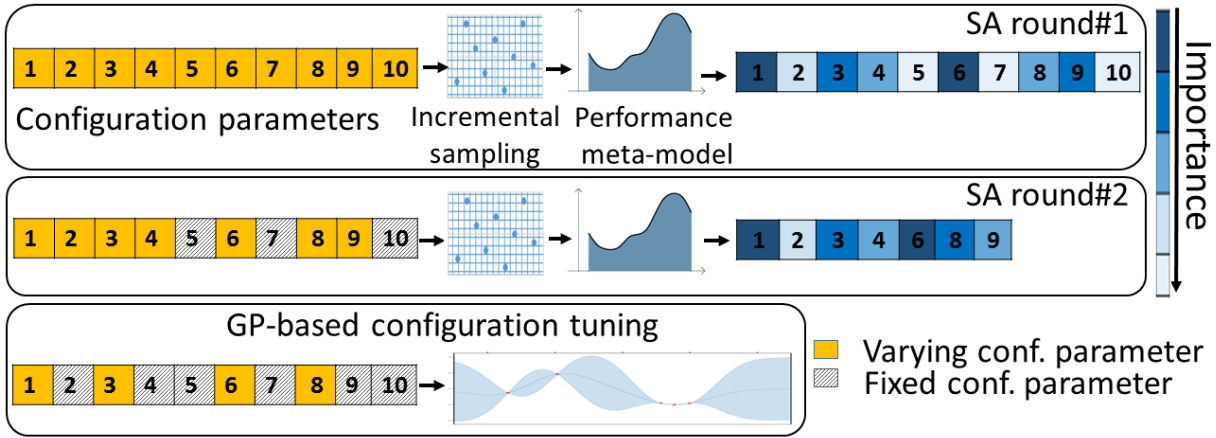 SA round#1
1 2 3 4 5 6 7 8 9 10
1 2 3 4 5 6 7 8 9 10
Configuration parameters
Incremental
sampling
Performance
meta-model
Importance
SA round#2
1 2 3 4 5 6 7 8 9 10
1 2 3 4 6 8 9
GP-based configuration tuning
1 2 3 4 5 6 7 8 9 10
Varying conf. parameter
Fixed conf. parameter